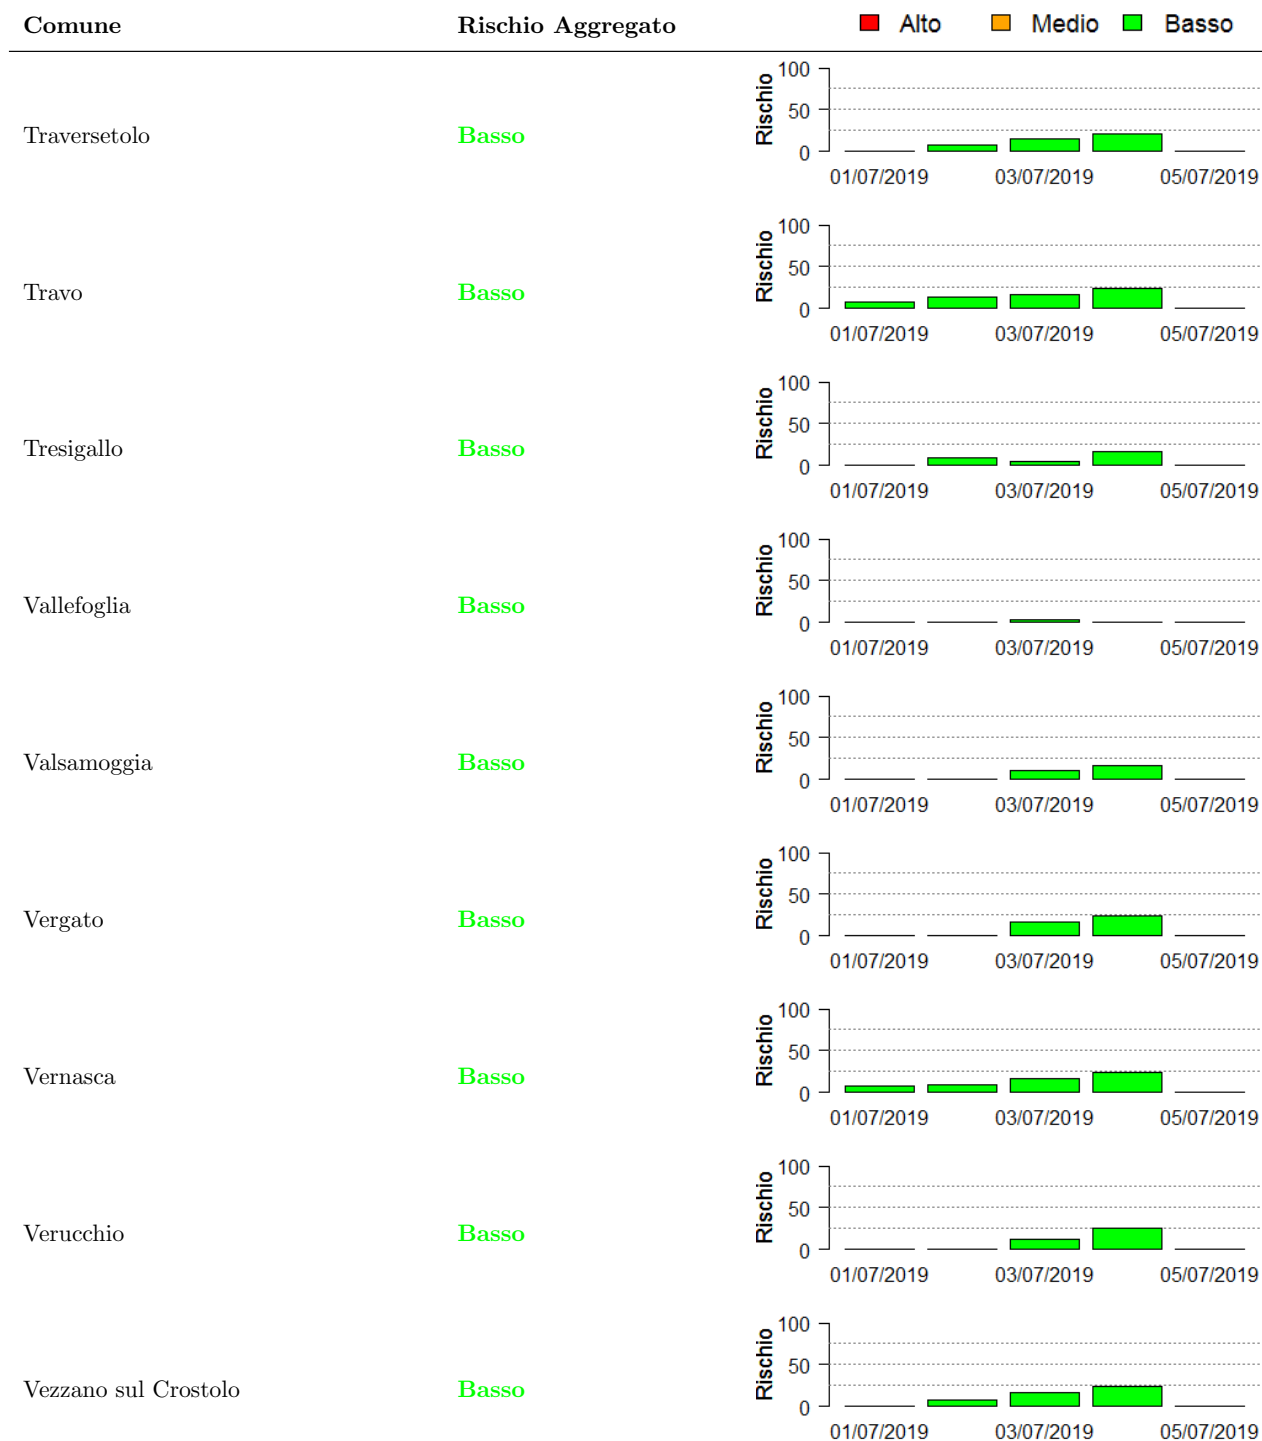 Comune Rischio Aggregato Alto Medio Basso
Traversetolo Basso
Rischio
100
50
0
01/07/2019 03/07/2019 05/07/2019
Travo Basso
Rischio
100
50
0
01/07/2019 03/07/2019 05/07/2019
Tresigallo Basso
Rischio
100
50
0
01/07/2019 03/07/2019 05/07/2019
Vallefoglia Basso
Rischio
100
50
0
01/07/2019 03/07/2019 05/07/2019
Valsamoggia Basso
Rischio
100
50
0
01/07/2019 03/07/2019 05/07/2019
Vergato Basso
Rischio
100
50
0
01/07/2019 03/07/2019 05/07/2019
Vernasca Basso
Rischio
100
50
0
01/07/2019 03/07/2019 05/07/2019
Verucchio Basso
Rischio
100
50
0
01/07/2019 03/07/2019 05/07/2019
Vezzano sul Crostolo Basso
Rischio
100
50
0
01/07/2019 03/07/2019 05/07/2019